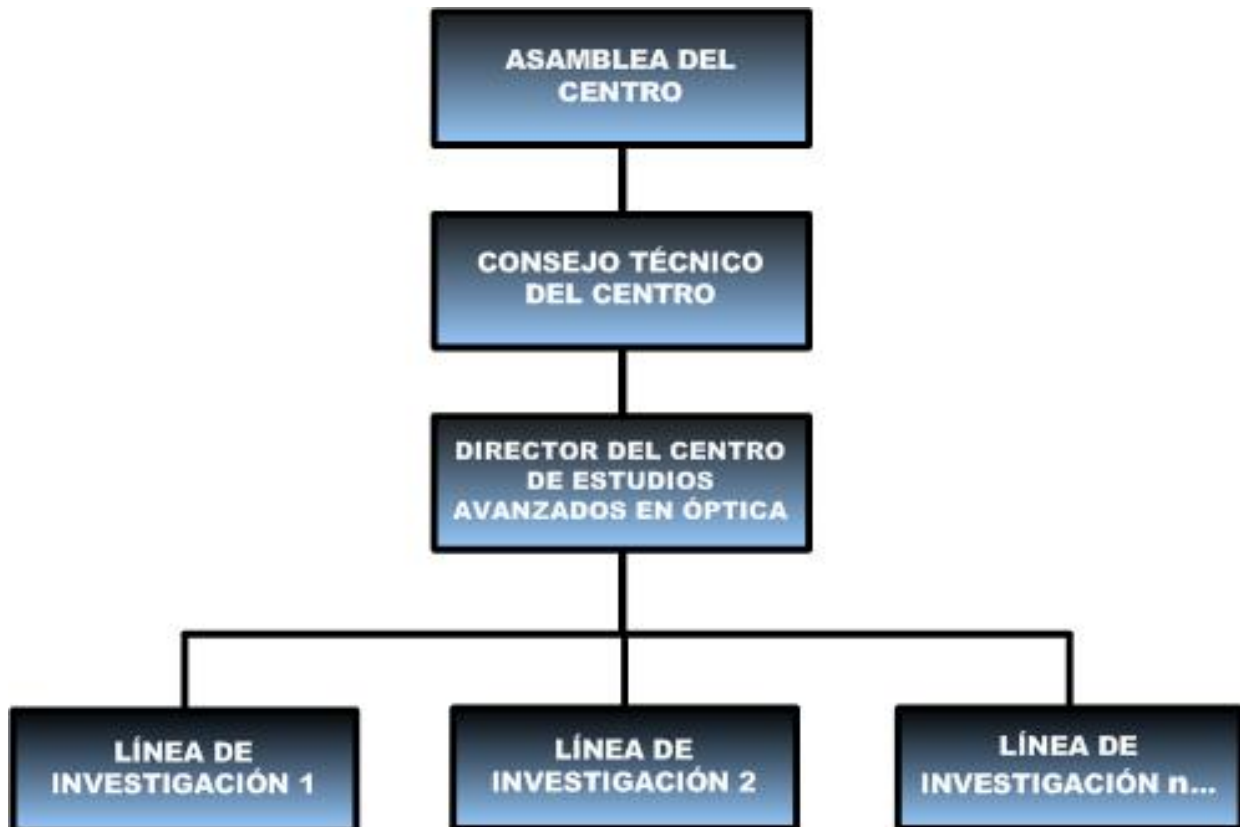 ASAMBLEA DEL
CENTRO
CONSEJO TÉCNICO
DEL CENTRO
DIRECTOR DEL CENTRO
DE ESTUDIOS
AVANZADOS EN ÓPTICA
LÍNEA DE
INVESTIGACIÓN 1
LÍNEA DE
INVESTIGACIÓN 2
LÍNEA DE
INVESTIGACIÓN n...